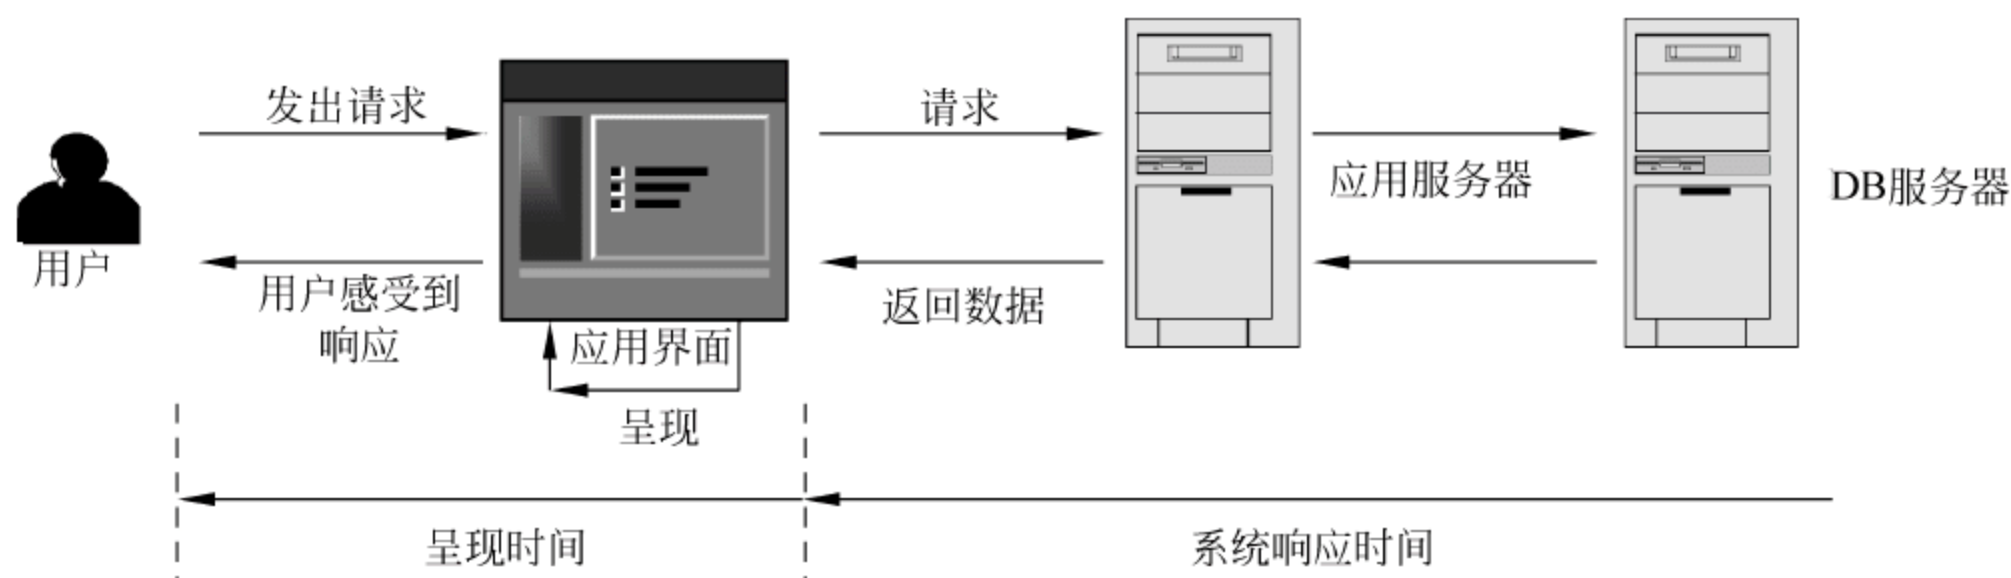 发出请求
请求
应用服务器
DB服务器
用户
用户感受到
响应
返回数据
应用界面
呈现
呈现时间
系统响应时间